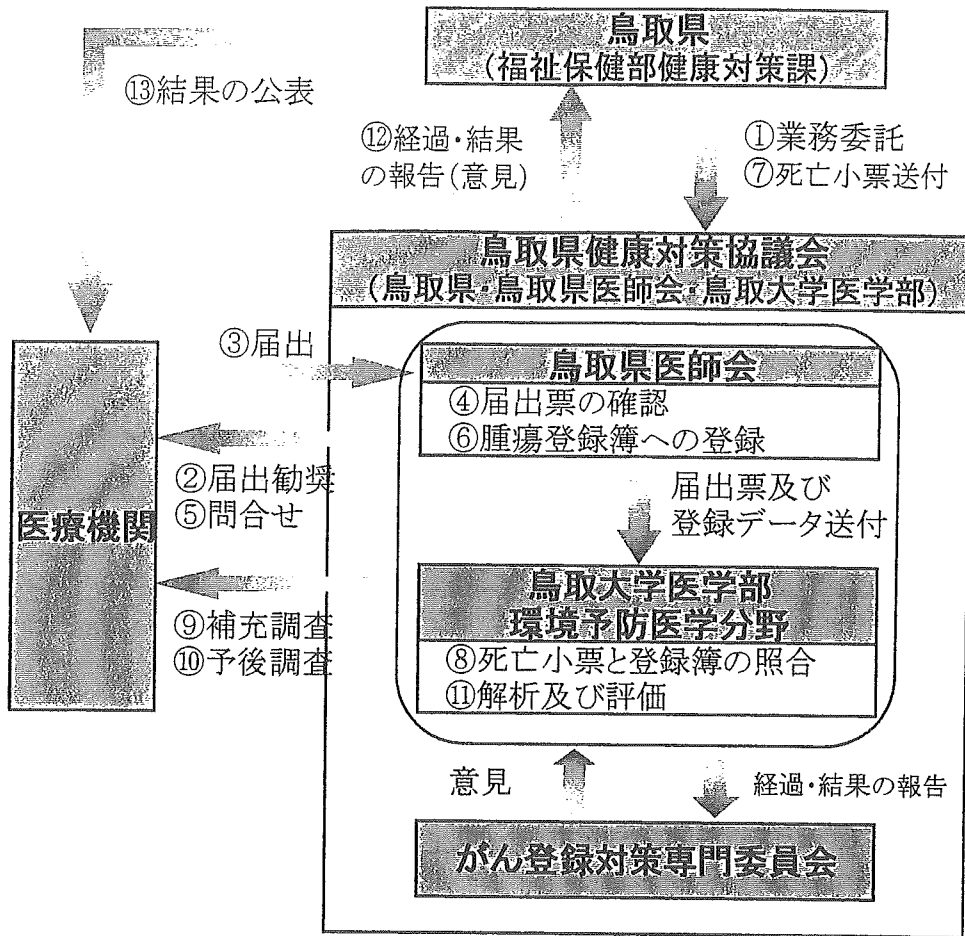 鳥取県
(福祉保健部健康対策課)
⑬結果の公表
⑫経過・結果
の報告(意見)
①業務委託
⑦死亡小票送付
鳥取県健康対策協議会
(鳥取県・鳥取県医師会・鳥取大学医学部)
③届出
鳥取県医師会
④届出票の確認
⑥腫瘍登録簿への登録
②届出勧奨
⑤問合せ
医療機関
届出票及び
登録データ送付
鳥取大学医学部
環境予防医学分野
⑨補充調査
⑩予後調査
⑧死亡小票と登録簿の照合
⑪解析及び評価
意見
経過・結果の報告
がん登録対策専門委員会